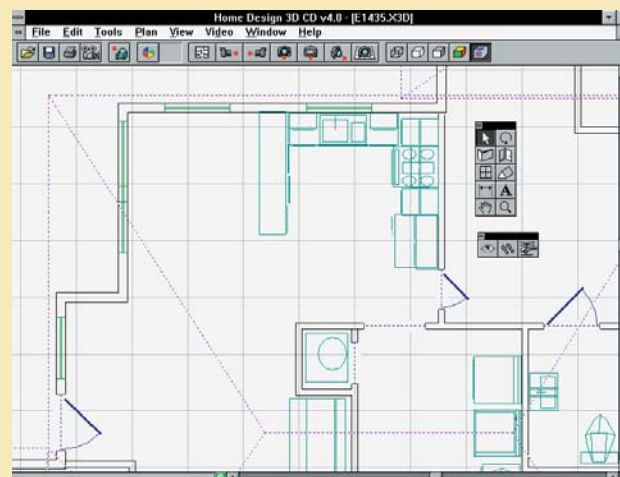 Home Design 3D CD v4.0 - [E1435.X3D]
File Edit Tools Plan View Video Window Help
A